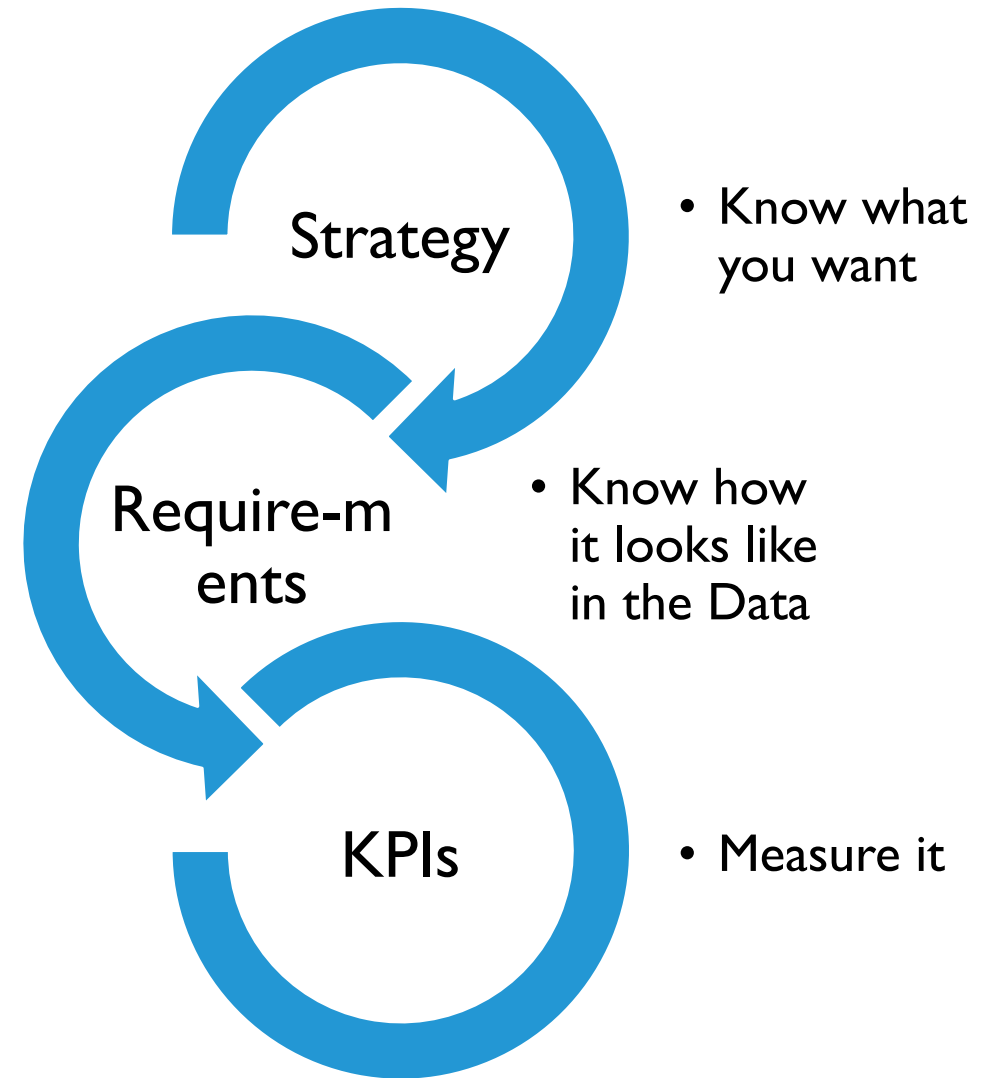 Strategy
• Know what
you want
Require-m
ents
• Know how
it looks like
in the Data
KPIs
• Measure it